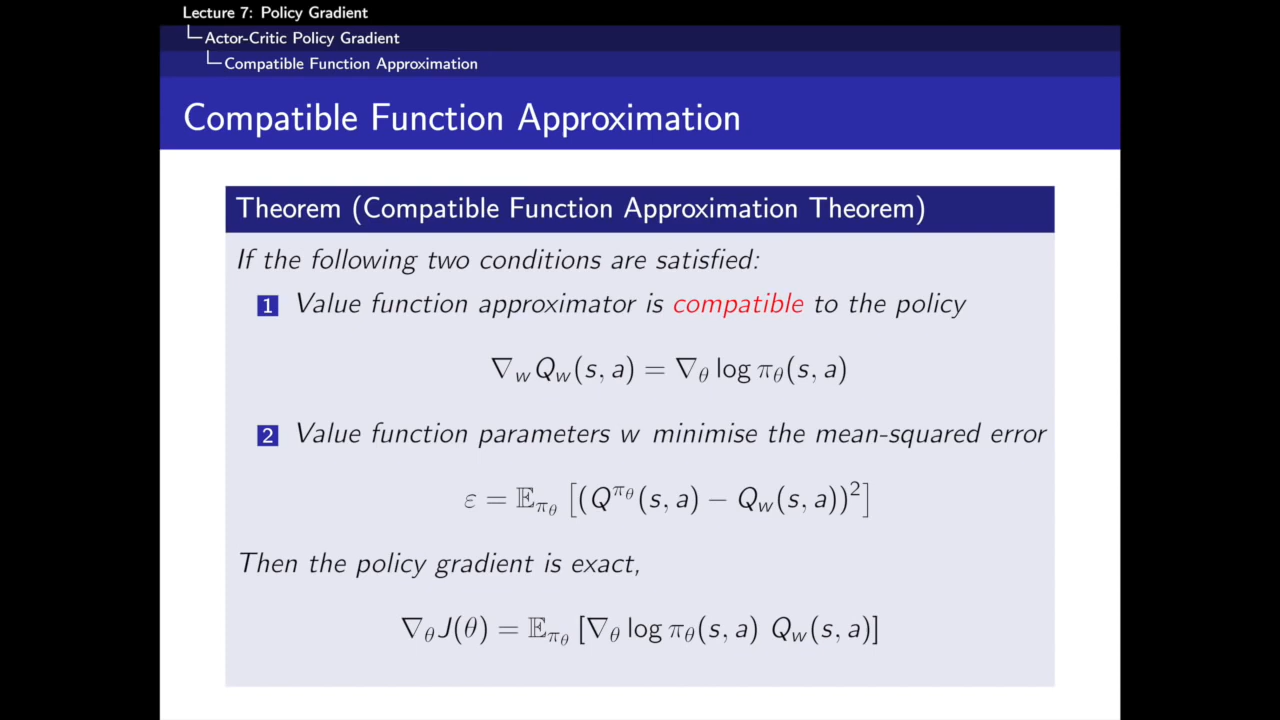 Lecture 7: Policy Gradient
Actor-Critic Policy Gradient
Compatible Function Approximation
Compatible Function Approximation
Theorem (Compatible Function Approximation Theorem)
If the following two conditions are satisfied:
1 Value function approximator is compatible to the policy
∇_w Q_w(s, a) = ∇_θ log π_θ(s, a)
2 Value function parameters w minimise the mean-squared error
ε = 𝔼_{π_θ} [(Q^{π_θ}(s, a) − Q_w(s, a))^2]
Then the policy gradient is exact,
∇_θ J(θ) = 𝔼_{π_θ} [∇_θ log π_θ(s, a) Q_w(s, a)]